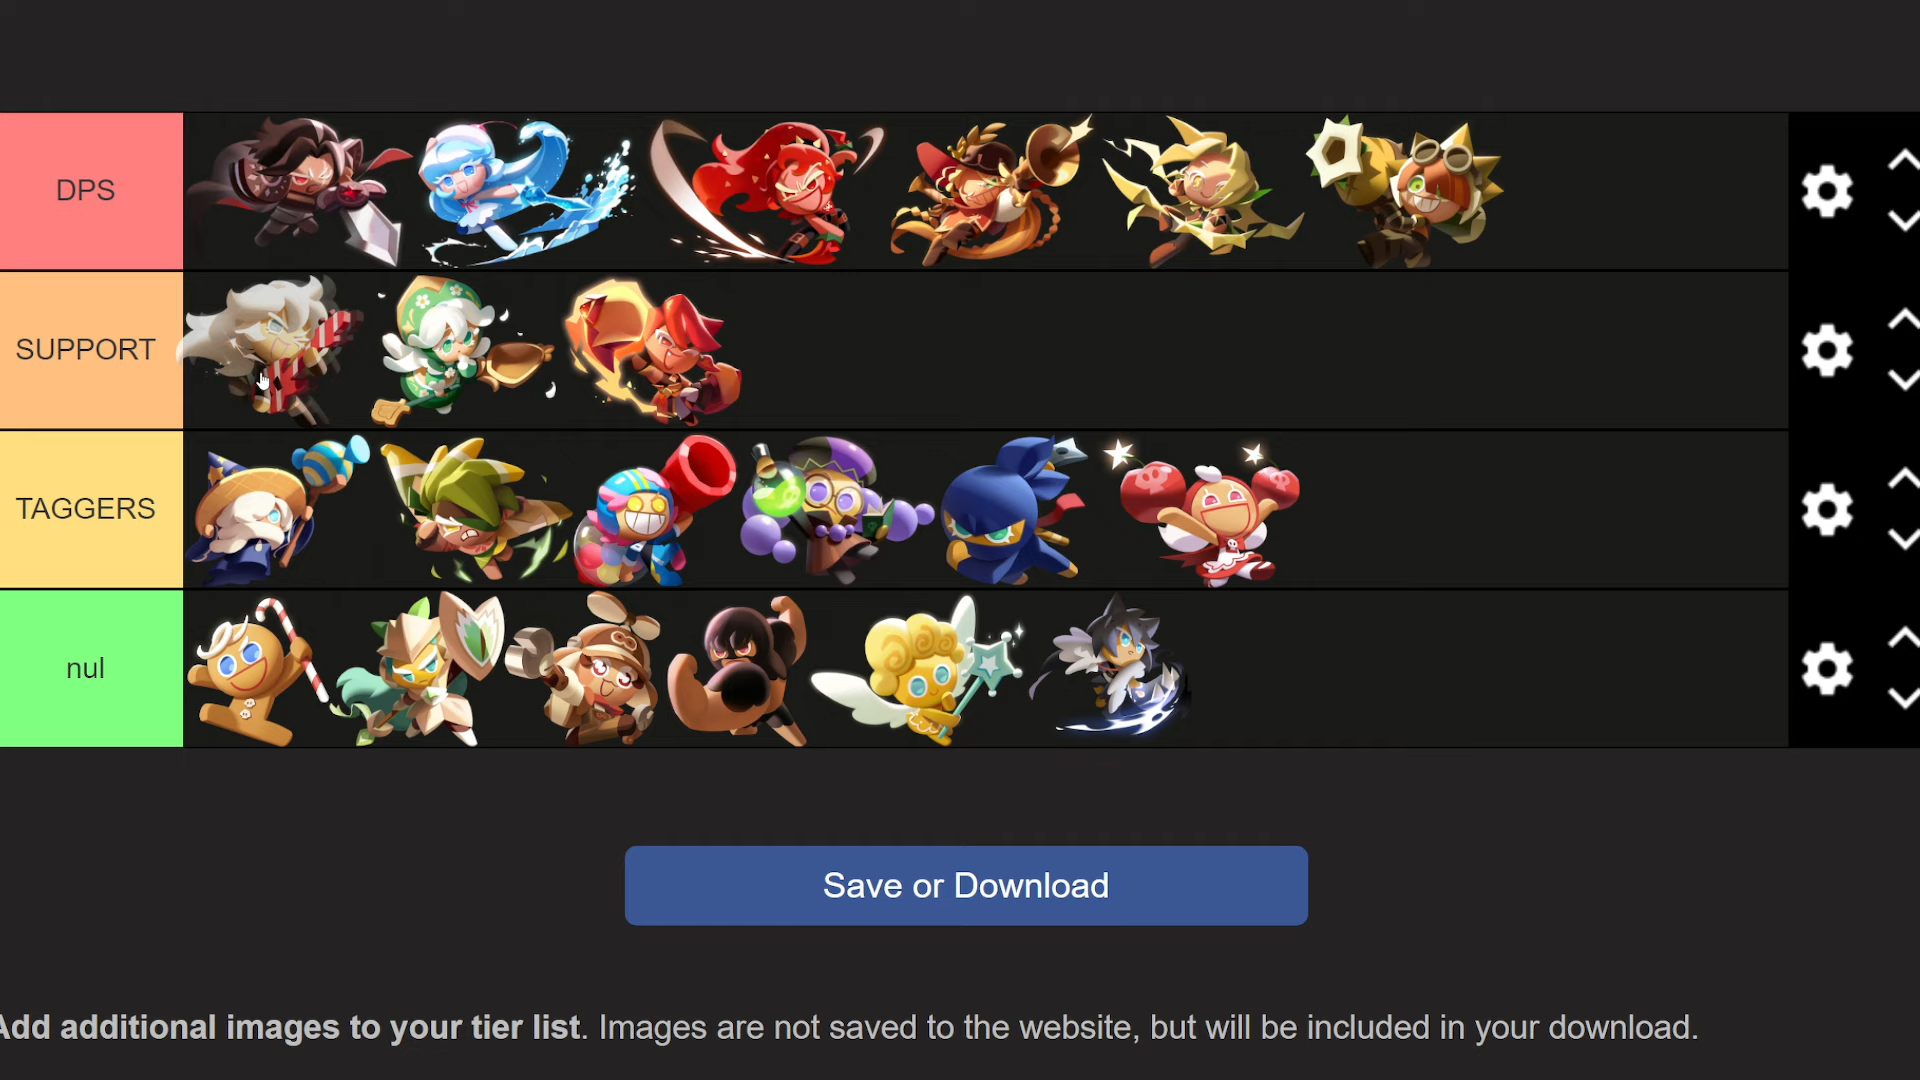 DPS
SUPPORT
TAGGERS
nul
Save or Download
Add additional images to your tier list. Images are not saved to the website, but will be included in your download.